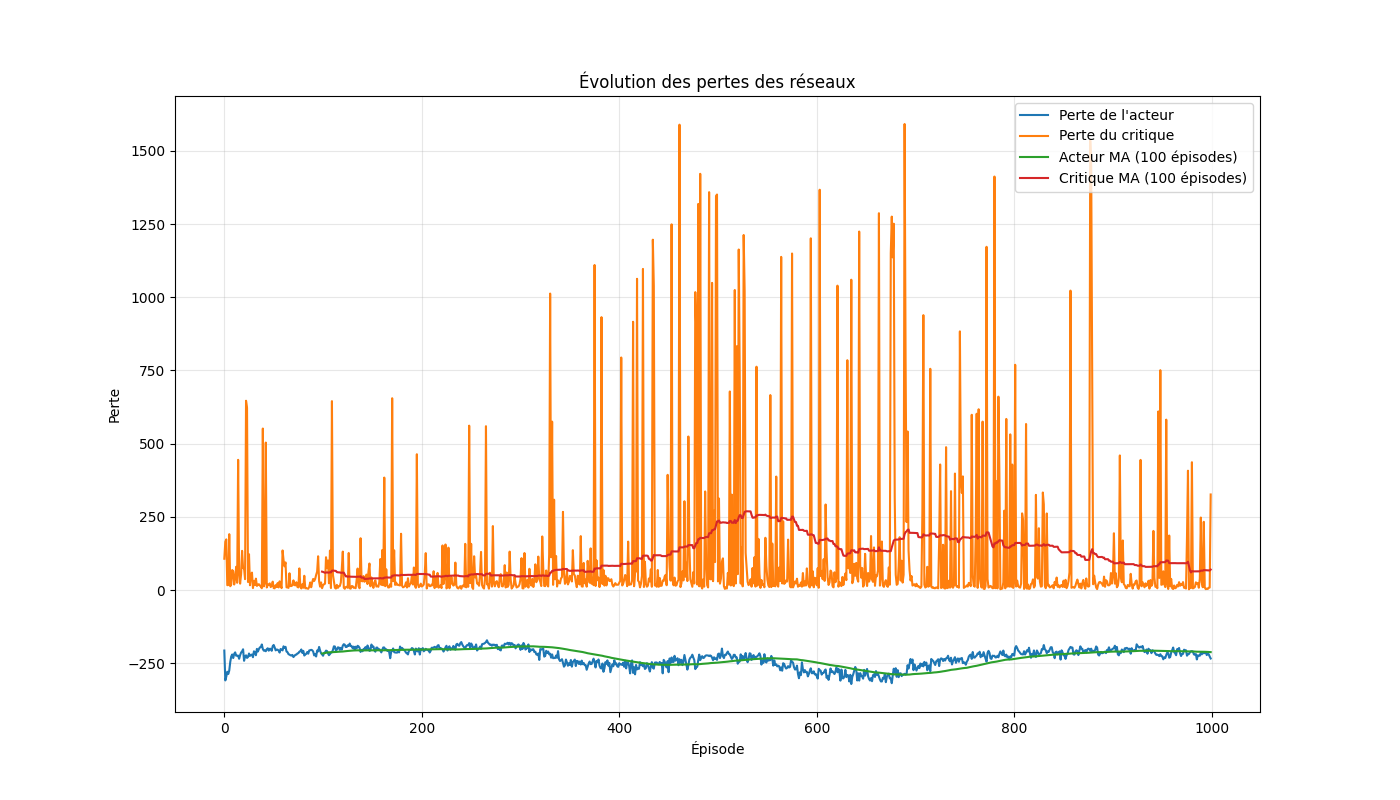 Évolution des pertes des réseaux
Perte de l'acteur
Perte du critique
Acteur MA (100 épisodes)
Critique MA (100 épisodes)
1500
1250
1000
750
500
250
0
−250
Perte
0
200
400
600
800
1000
Épisode